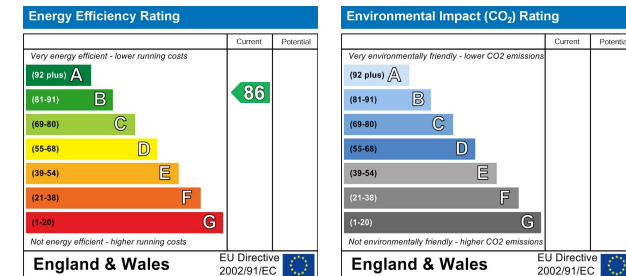 Energy Efficiency Rating
Current Potential
Very energy efficient - lower running costs
(92 plus) A
(81-91) B
86
(69-80) C
(55-68) D
(39-54) E
(21-38) F
(1-20) G
Not energy efficient - higher running costs
England & Wales
EU Directive
2002/91/EC
Environmental Impact (CO₂) Rating
Current Potential
Very environmentally friendly - lower CO2 emissions
(92 plus) A
(81-91) B
(69-80) C
(55-68) D
(39-54) E
(21-38) F
(1-20) G
Not environmentally friendly - higher CO2 emissions
England & Wales
EU Directive
2002/91/EC